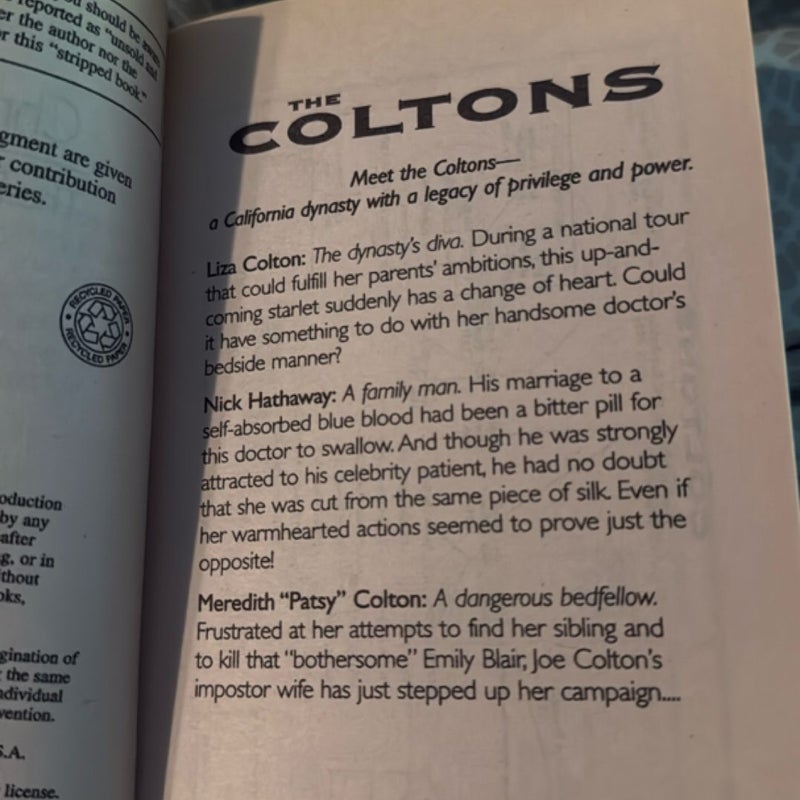 u should be aware
reported as "unsold and
er the author nor the
r this "stripped book."
gment are given
r contribution
eries.
RECYCLED PAPER
RECYCLED PAPER
oduction
by any
after
g, or in
thout
oks,
gination of
the same
ndividual
vention.
S.A.
license.
THE
COLTONS
Meet the Coltons—
a California dynasty with a legacy of privilege and power.
Liza Colton: The dynasty's diva. During a national tour
that could fulfill her parents' ambitions, this up-and-
coming starlet suddenly has a change of heart. Could
it have something to do with her handsome doctor's
bedside manner?
Nick Hathaway: A family man. His marriage to a
self-absorbed blue blood had been a bitter pill for
this doctor to swallow. And though he was strongly
attracted to his celebrity patient, he had no doubt
that she was cut from the same piece of silk. Even if
her warmhearted actions seemed to prove just the
opposite!
Meredith "Patsy" Colton: A dangerous bedfellow.
Frustrated at her attempts to find her sibling and
to kill that "bothersome" Emily Blair, Joe Colton's
impostor wife has just stepped up her campaign....